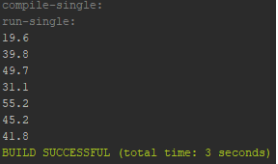 compile-single:
run-single:
19.6
39.8
49.7
31.1
55.2
45.2
41.8
BUILD SUCCESSFUL (total time: 3 seconds)